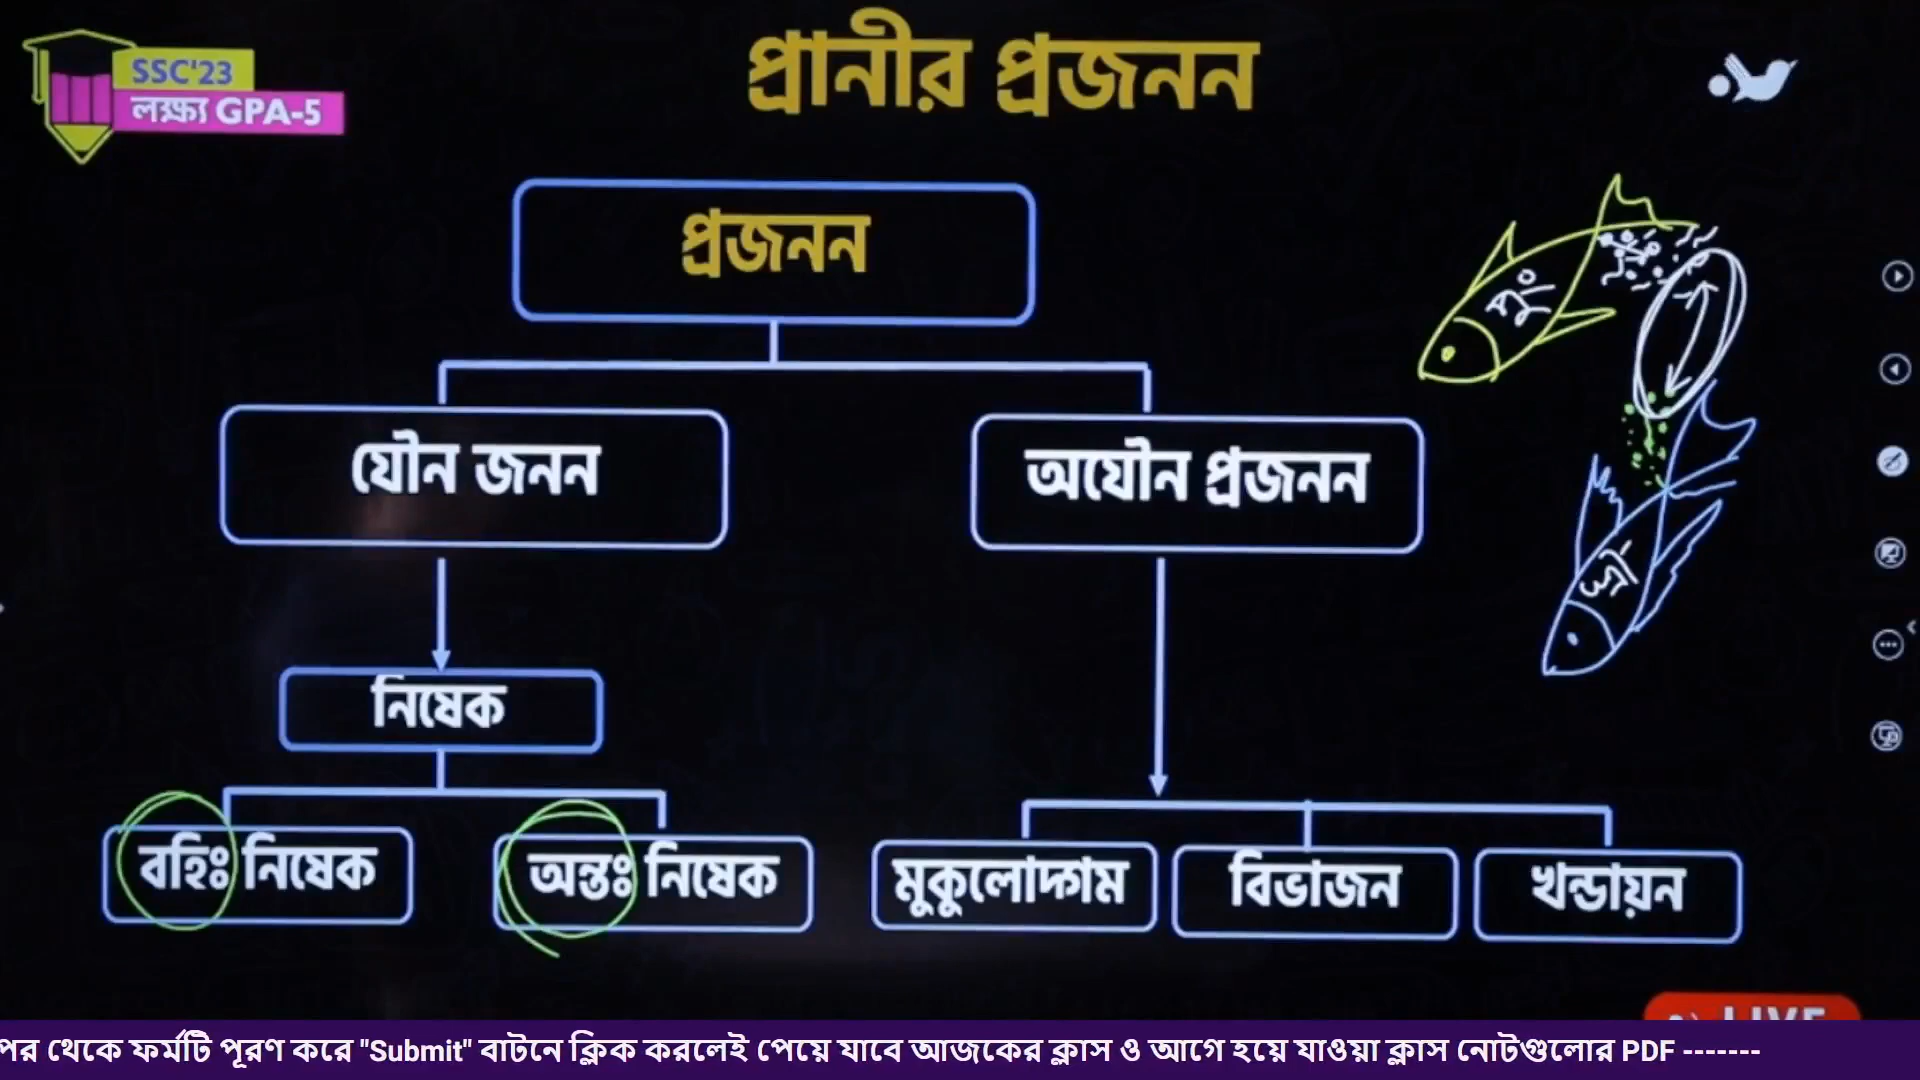 SSC'23
লক্ষ্য GPA-5
প্রানীর প্রজনন
প্রজনন
যৌন জনন
অযৌন প্রজনন
পুং
স্ত্রী
নিষেক
বহিঃ নিষেক
অন্তঃ নিষেক
মুকুলোদ্গম
বিভাজন
খন্ডায়ন
LIVE
পর থেকে ফর্মটি পূরণ করে "Submit" বাটনে ক্লিক করলেই পেয়ে যাবে আজকের ক্লাস ও আগে হয়ে যাওয়া ক্লাস নোটগুলোর PDF -------